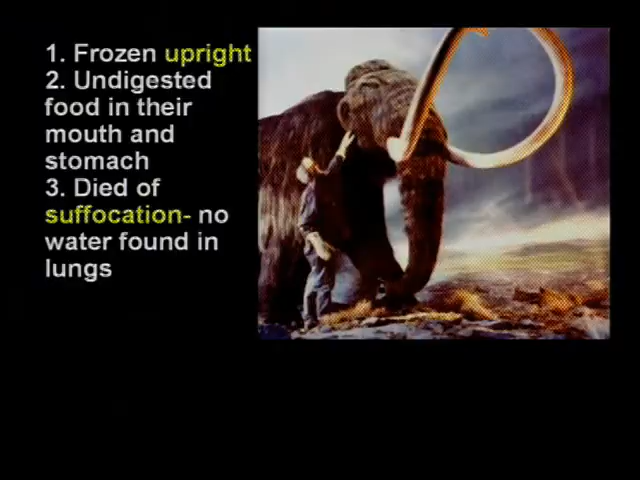 1. Frozen upright
2. Undigested
food in their
mouth and
stomach
3. Died of
suffocation- no
water found in
lungs